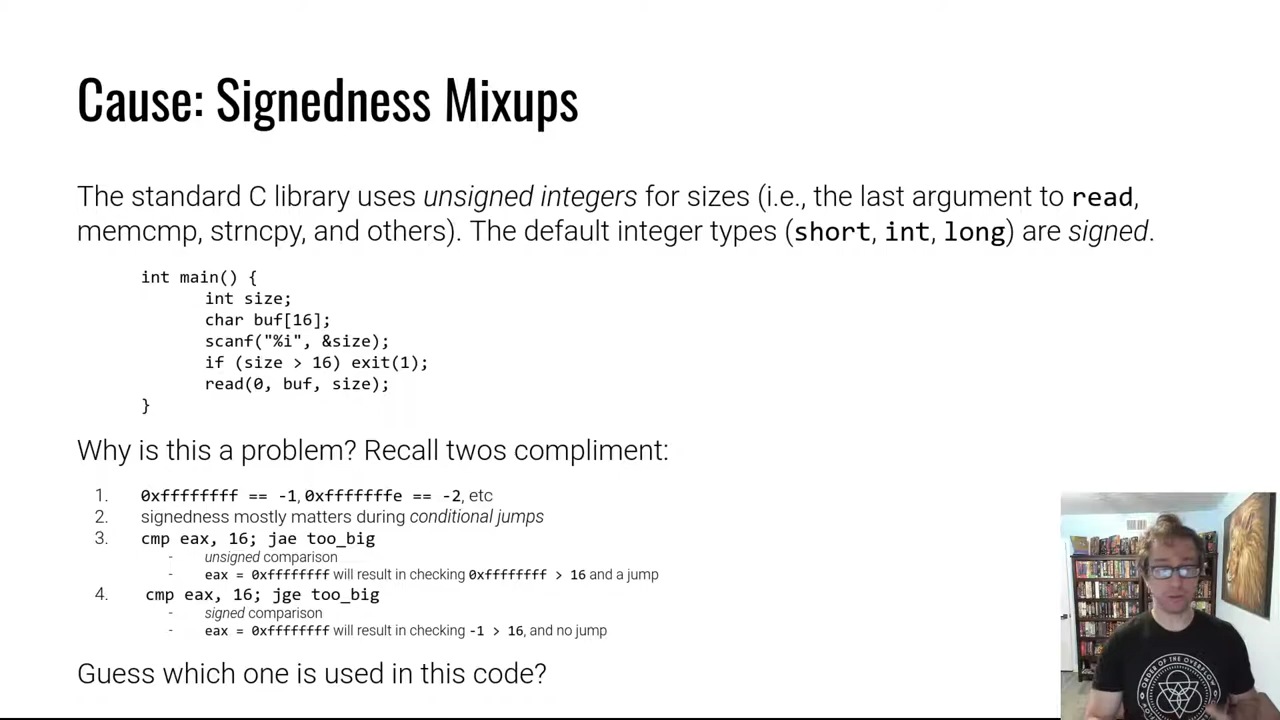 Cause: Signedness Mixups
The standard C library uses unsigned integers for sizes (i.e., the last argument to read,
memcmp, strncpy, and others). The default integer types (short, int, long) are signed.
int main() {
int size;
char buf[16];
scanf("%i", &size);
if (size > 16) exit(1);
read(0, buf, size);
}
Why is this a problem? Recall twos compliment:
1. 0xffffffff == -1, 0xfffffffe == -2, etc
2. signedness mostly matters during conditional jumps
3. cmp eax, 16; jae too_big
- unsigned comparison
- eax = 0xffffffff will result in checking 0xffffffff > 16 and a jump
4. cmp eax, 16; jge too_big
- signed comparison
- eax = 0xffffffff will result in checking -1 > 16, and no jump
Guess which one is used in this code?
ORDER OF THE OVERFLOW